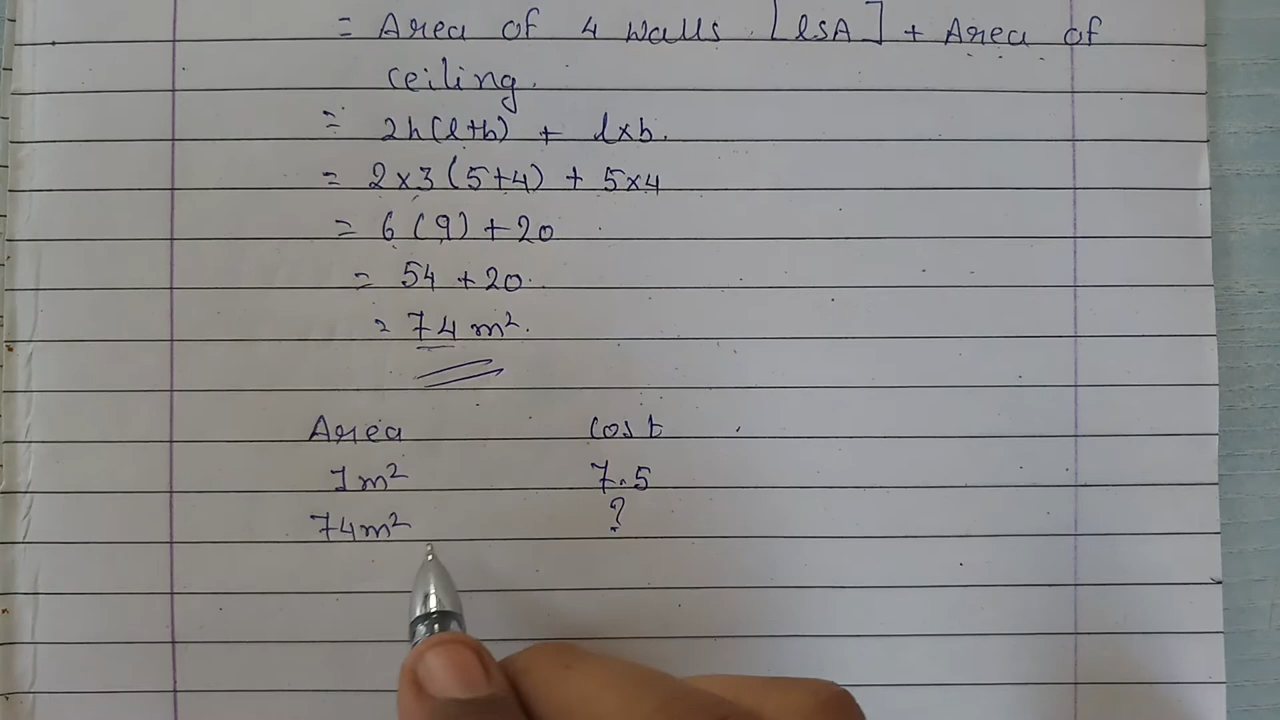 = Area of 4 walls [LSA] + Area of
ceiling.
= 2h(l+b) + l×b.
= 2×3(5+4) + 5×4
= 6(9)+20
= 54 +20.
= 74 m².
Area Cost
1m² 7.5
74m² ?